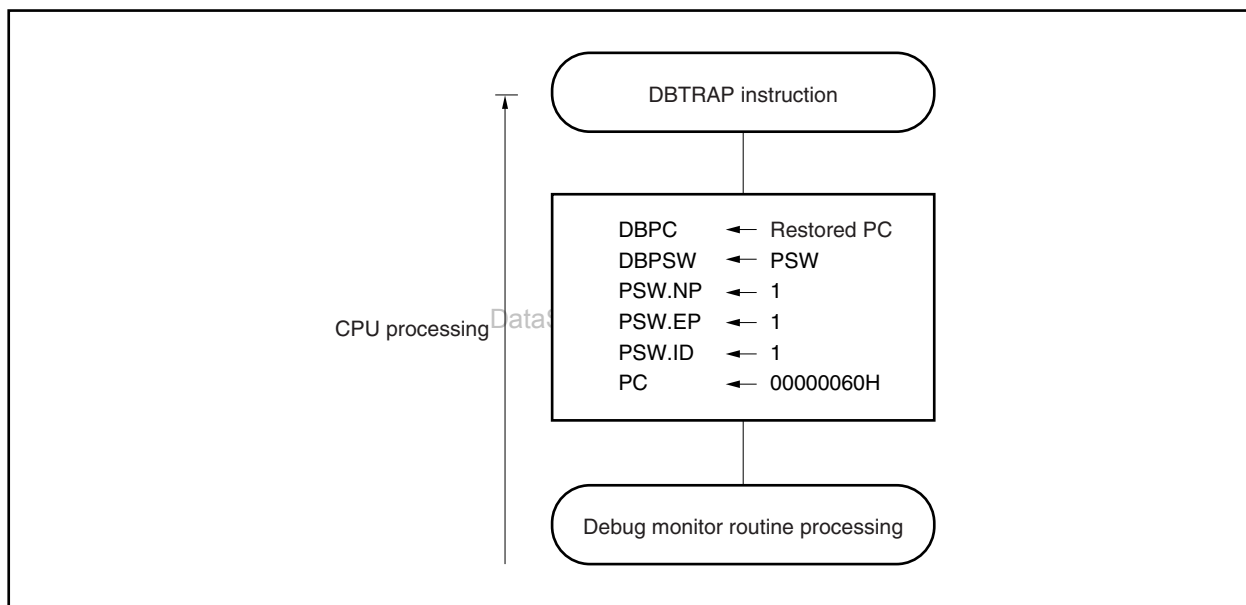 DBTRAP instruction
DBPC ← Restored PC
DBPSW ← PSW
PSW.NP ← 1
PSW.EP ← 1
CPU processing
PSW.ID ← 1
PC ← 00000060H
Debug monitor routine processing